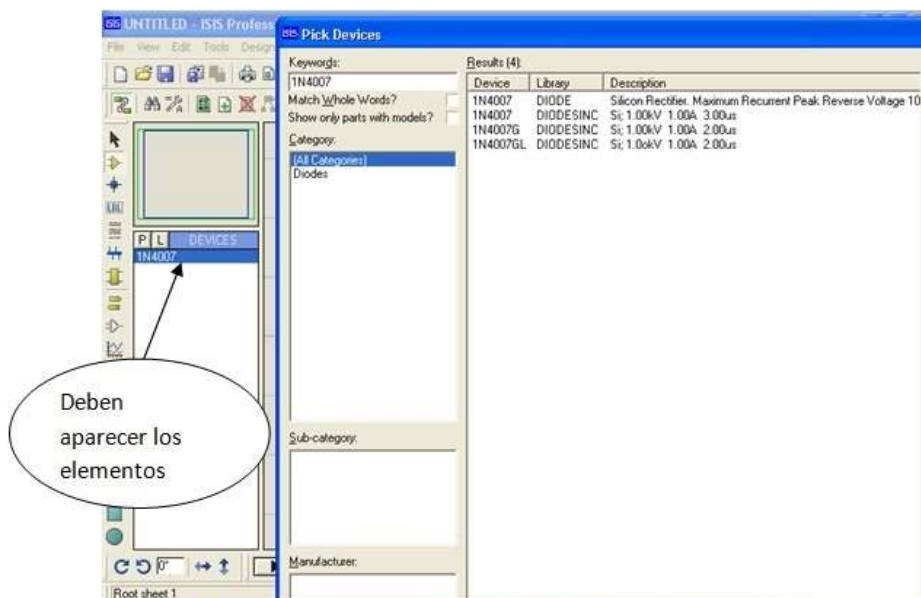 UNTITLED - ISIS Profess
File View Edit Tools Design
P L DEVICES
1N4007
Deben
aparecer los
elementos
0°
Root sheet 1
Pick Devices
Keywords:
1N4007
Match Whole Words?
Show only parts with models?
Category:
(All Categories)
Diodes
Sub-category:
Manufacturer:
Results (4):
Device Library Description
1N4007 DIODE Silicon Rectifier. Maximum Recurrent Peak Reverse Voltage 10
1N4007 DIODESINC Si; 1.00kV 1.00A 3.00us
1N4007G DIODESINC Si; 1.00kV 1.00A 2.00us
1N4007GL DIODESINC Si; 1.0okV 1.00A 2.00us